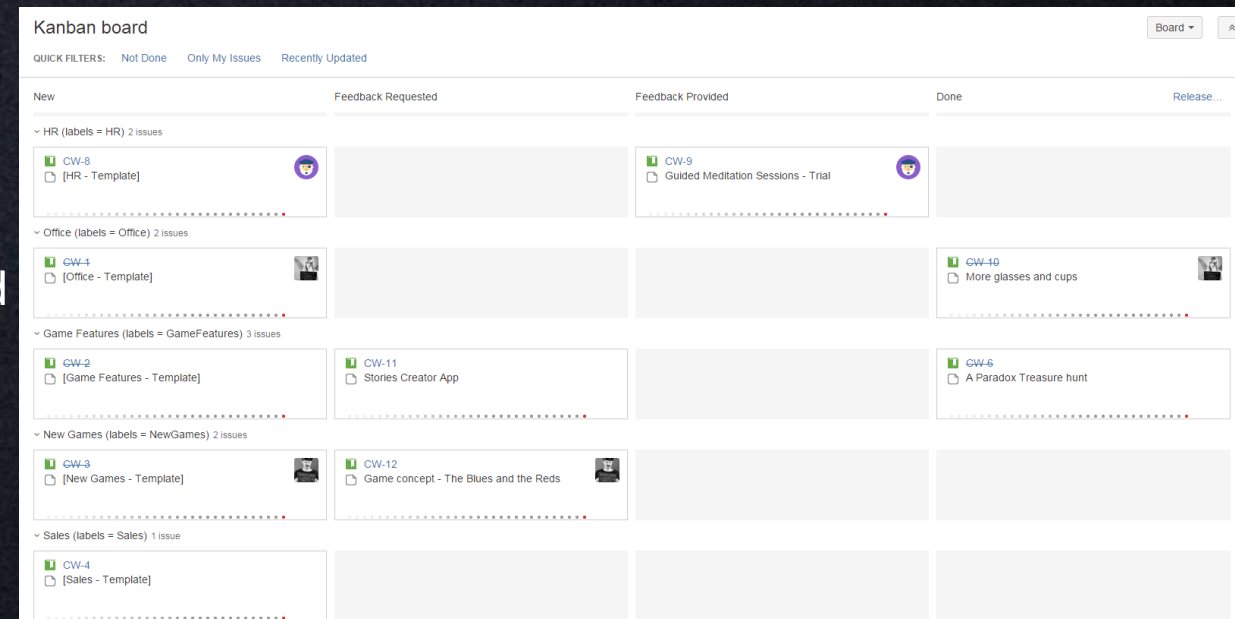 Kanban board
Board
QUICK FILTERS: Not Done Only My Issues Recently Updated
New Feedback Requested Feedback Provided Done Release…
HR (labels = HR) 2 issues
CW-8 CW-9
[HR - Template] Guided Meditation Sessions - Trial
Office (labels = Office) 2 issues
CW-1 CW-10
[Office - Template] More glasses and cups
Game Features (labels = GameFeatures) 3 issues
CW-2 CW-11 CW-6
[Game Features - Template] Stories Creator App A Paradox Treasure hunt
New Games (labels = NewGames) 2 issues
CW-3 CW-12
[New Games - Template] Game concept - The Blues and the Reds
Sales (labels = Sales) 1 issue
CW-4
[Sales - Template]